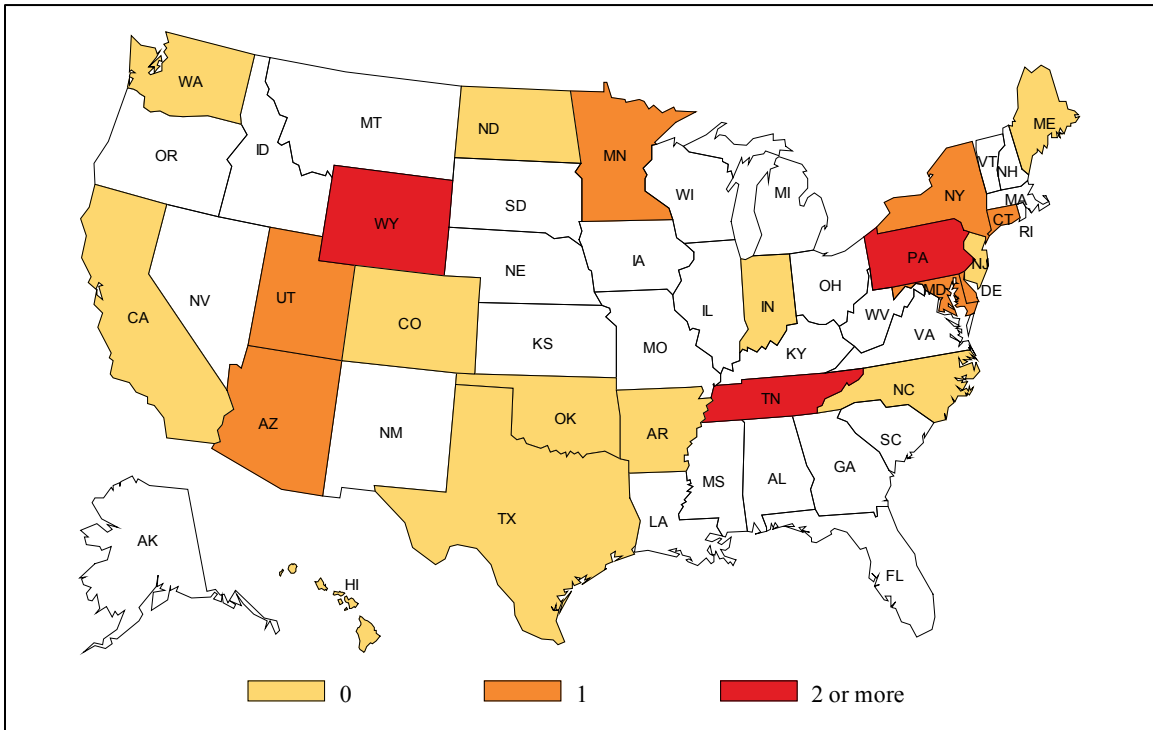 WA
ME
MT
ND
VT
ID
MN
OR
NH
WI
MI
NY
MA
SD
CT
WY
RI
PA
IA
NJ
NE
OH
MD
DE
UT
NV
IL
IN
WV
CA
CO
VA
KS
MO
KY
TN
NC
OK
AZ
AR
NM
SC
GA
MS
AL
TX
LA
AK
FL
HI
0
1
2 or more